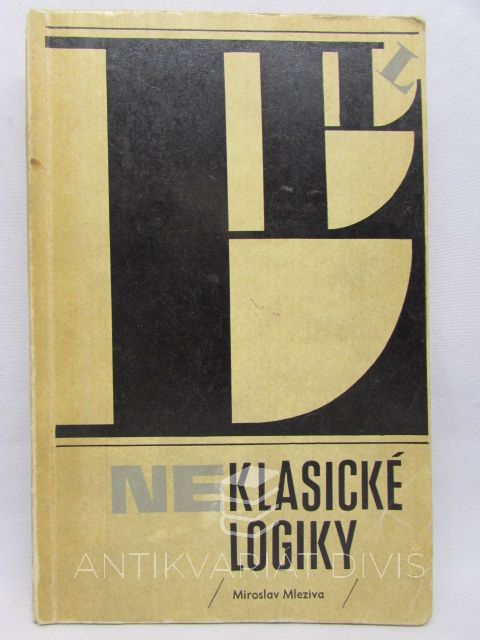 L
NEKLASICKÉ
LOGIKY
ANTIKVARIÁT DIVIŠ
/ Miroslav Mleziva /